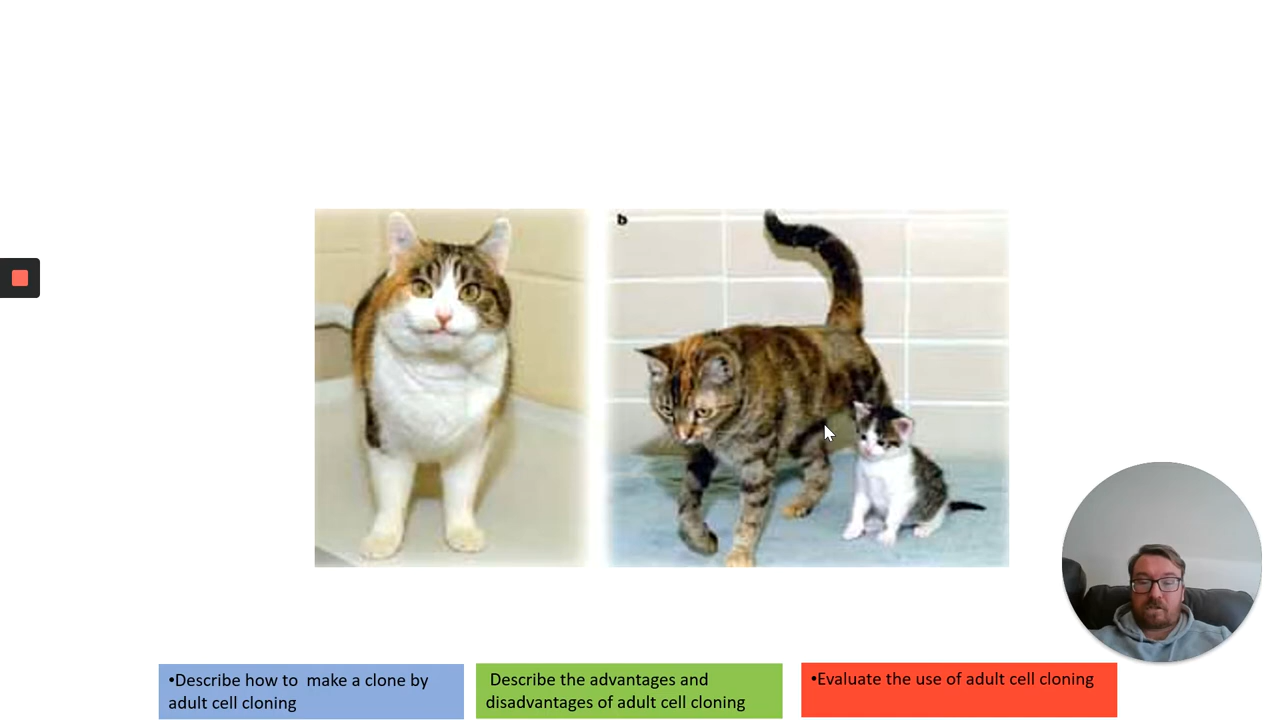 b
•Describe how to  make a clone by
adult cell cloning
Describe the advantages and
disadvantages of adult cell cloning
•Evaluate the use of adult cell cloning